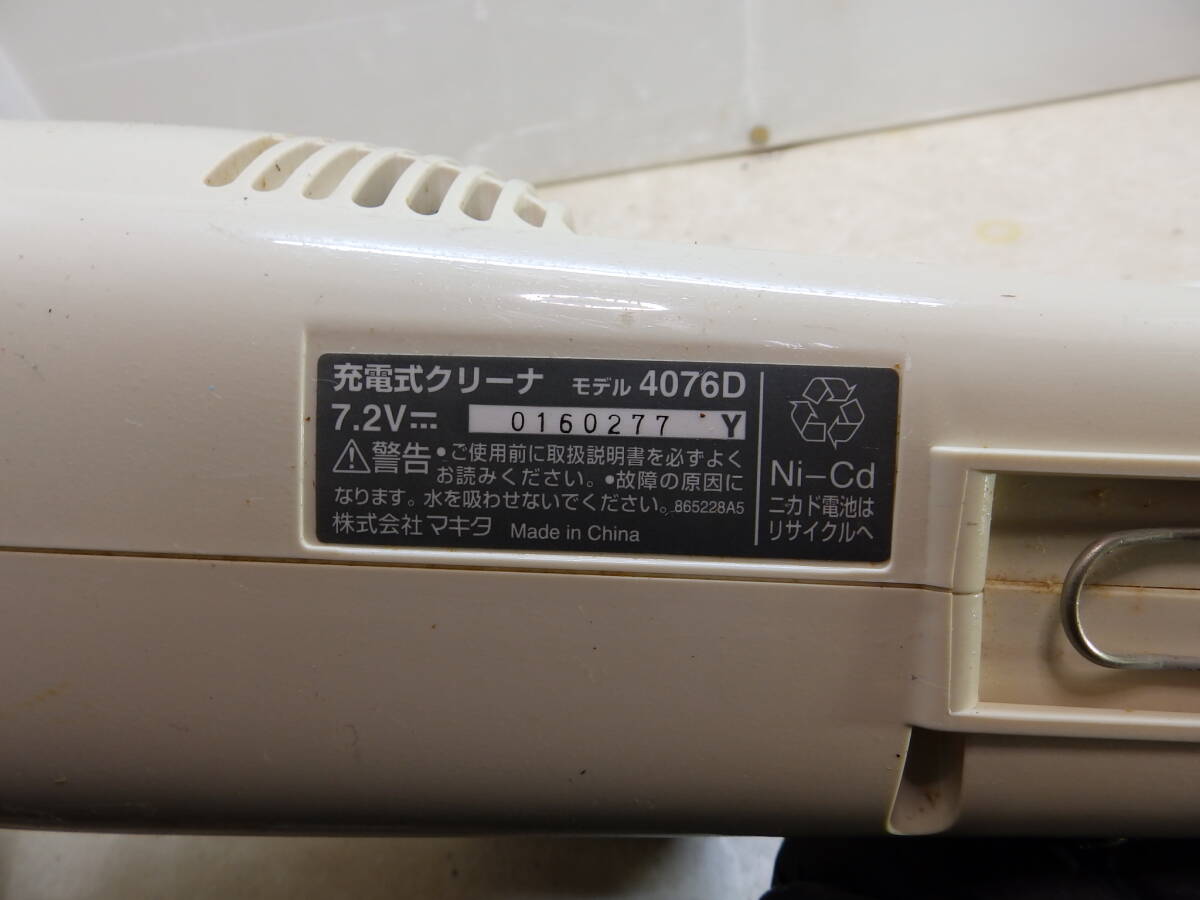 充電式クリーナ モデル 4076D
7.2V⎓ 0160277 Y
⚠警告 •ご使用前に取扱説明書を必ずよく
お読みください。•故障の原因に
なります。水を吸わせないでください。 865228A5
株式会社マキタ Made in China
Ni-Cd
ニカド電池は
リサイクルへ